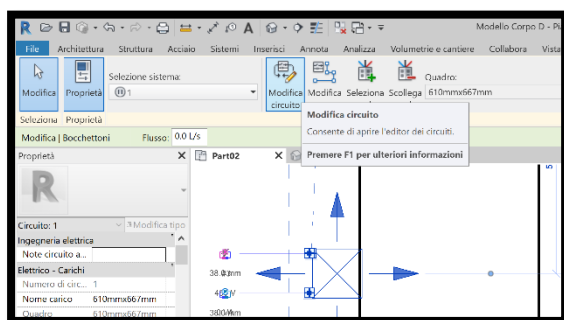 Modello Corpo D - Pi
File Architettura Struttura Acciaio Sistemi Inserisci Annota Analizza Volumetrie e cantiere Collabora Vista
Selezione sistema:
1
Quadro:
610mmx667mm
Modifica Proprietà Modifica circuito Modifica Seleziona Scollega
Seleziona Proprietà
Modifica circuito
Consente di aprire l'editor dei circuiti.
Premere F1 per ulteriori informazioni
Modifica | Bocchettoni Flusso: 0.0 L/s
Proprietà
Part02
Circuito: 1 Modifica tipo
Ingegneria elettrica
Note circuito a...
Elettrico - Carichi
Numero di circ... 1
Nome carico 610mmx667mm
Quadro 610mmx667mm